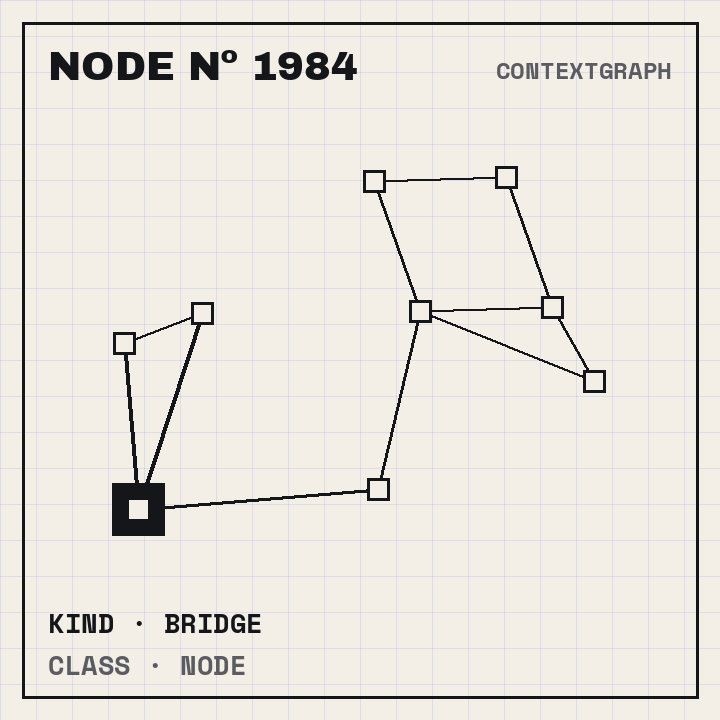 NODE Nº 1984
CONTEXTGRAPH
KIND · BRIDGE
CLASS · NODE